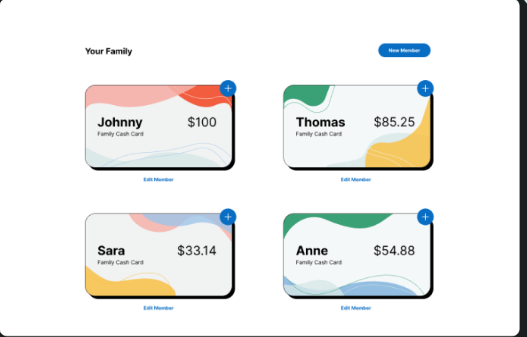 Your Family
New Member
Johnny
$100
Family Cash Card
Edit Member
Thomas
$85.25
Family Cash Card
Edit Member
Sara
$33.14
Family Cash Card
Edit Member
Anne
$54.88
Family Cash Card
Edit Member